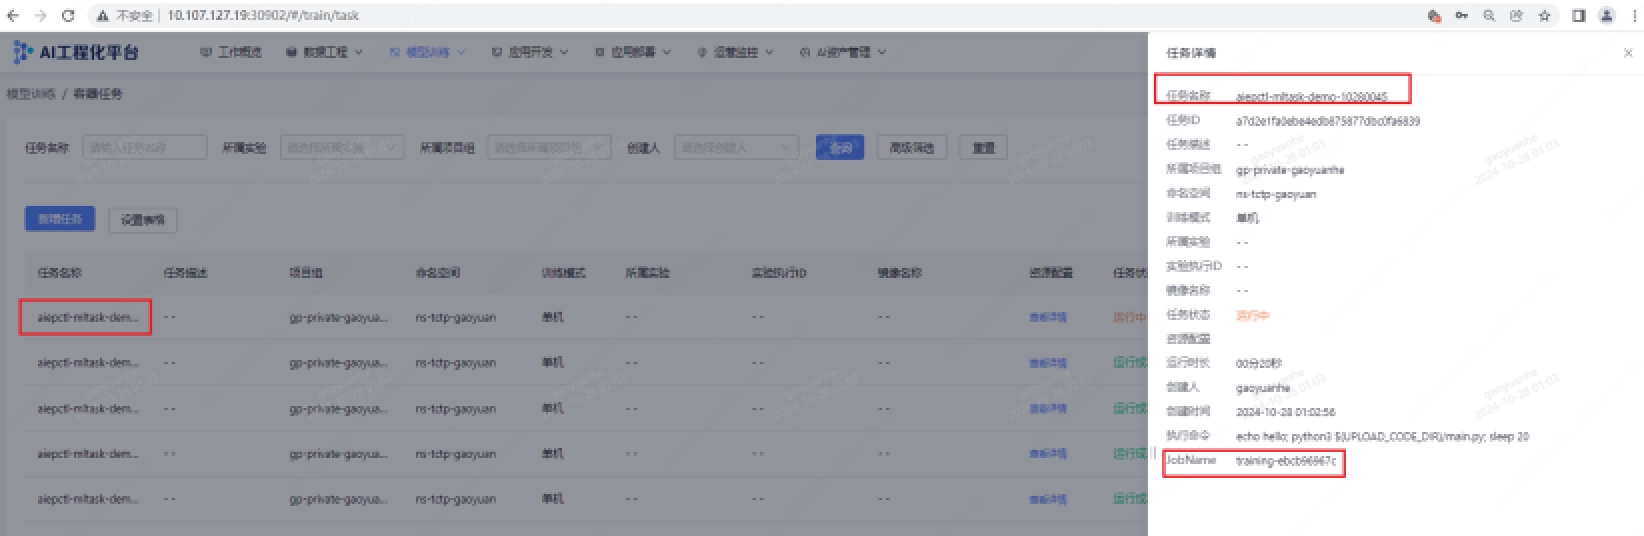 不安全 10.107.127.19:30902/#/train/task
AI工程化平台 工作概览 数据工程 模型训练 应用开发 应用部署 运营监控 AI资产管理
模型训练 / 容器任务
任务名称 请输入任务名称 所属实验 请选择所属实验 所属项目组 请选择所属项目组 创建人 请选择创建人 查询 高级筛选 重置
新增任务 设置表格
任务名称 任务描述 项目组 命名空间 训练模式 所属实验 实验执行ID 镜像名称 资源配置 任务状
aiepctl-mltask-dem... - - gp-private-gaoyua... ns-tctp-gaoyuan 单机 - - - - - - 查看详情 运行中
aiepctl-mltask-dem... - - gp-private-gaoyua... ns-tctp-gaoyuan 单机 - - - - - - 查看详情 运行成
aiepctl-mltask-dem... - - gp-private-gaoyua... ns-tctp-gaoyuan 单机 - - - - - - 查看详情 运行成
aiepctl-mltask-dem... - - gp-private-gaoyua... ns-tctp-gaoyuan 单机 - - - - - - 查看详情 运行成
aiepctl-mltask-dem... - - gp-private-gaoyua... ns-tctp-gaoyuan 单机 - - - - - - 查看详情 运行成
任务详情
任务名称 aiepctl-mltask-demo-10280045
任务ID
任务描述 - -
所属项目组 gp-private-gaoyuanhe
命名空间 ns-tctp-gaoyuan
训练模式 单机
所属实验 - -
实验执行ID - -
镜像名称 - -
任务状态 运行中
资源配置
运行时长 00分20秒
创建人 gaoyuanhe
创建时间 2024-10-28 01:02:56
执行命令 echo hello; python3 $(UPLOAD_CODE_DIR)/main.py; sleep 20
JobName training-ebcb96967c
gaoyuanhe
2024-10-28 01:03